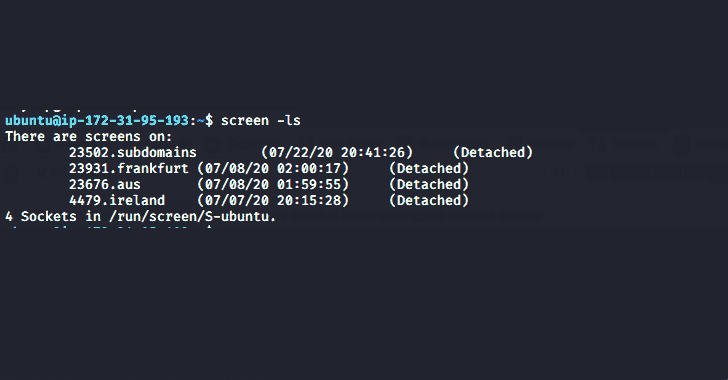 ubuntu@ip-172-31-95-193:~$ screen -ls
There are screens on:
23502.subdomains (07/22/20 20:41:26) (Detached)
23931.frankfurt (07/08/20 02:00:17) (Detached)
23676.aus (07/08/20 01:59:55) (Detached)
4479.ireland (07/07/20 20:15:28) (Detached)
4 Sockets in /run/screen/S-ubuntu.